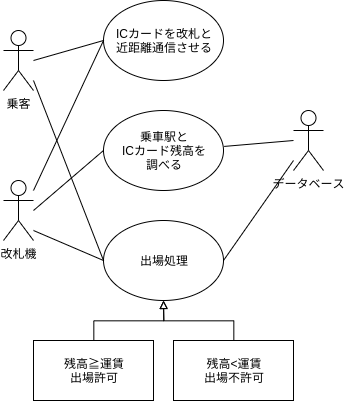 ICカードを改札と
近距離通信させる
乗客
乗車駅と
ICカード残高を
調べる
データベース
改札機
出場処理
残高≧運賃
出場許可
残高<運賃
出場不許可